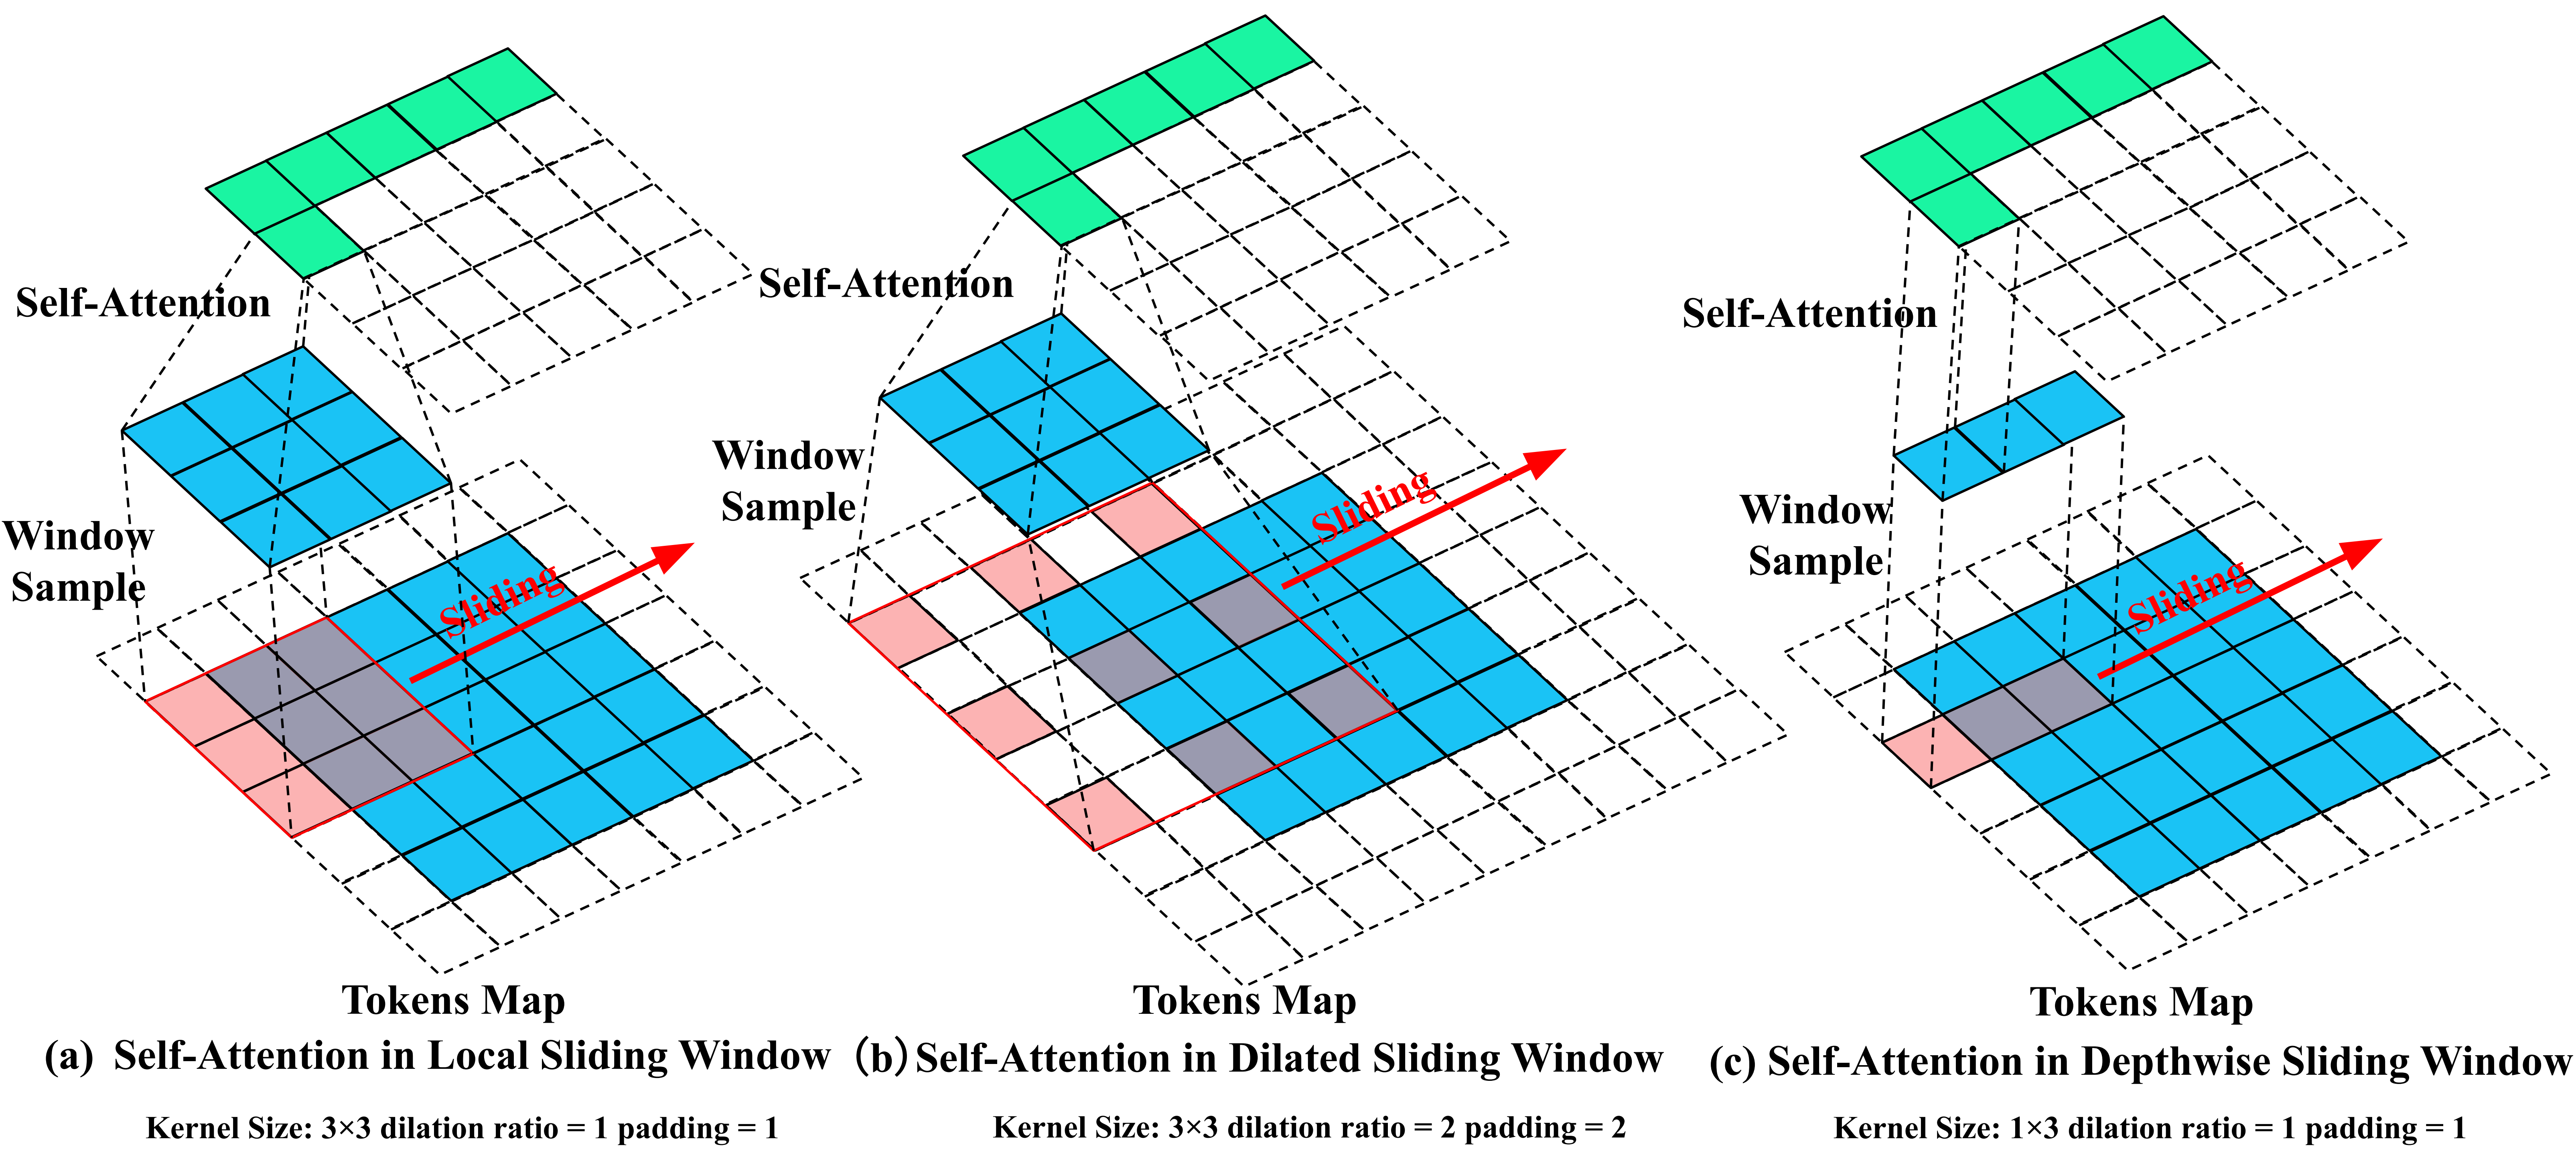 Self-Attention
Window
Sample
Sliding
Tokens Map
(a) Self-Attention in Local Sliding Window
Kernel Size: 3×3 dilation ratio = 1 padding = 1
Self-Attention
Window
Sample
Sliding
Tokens Map
(b) Self-Attention in Dilated Sliding Window
Kernel Size: 3×3 dilation ratio = 2 padding = 2
Self-Attention
Window
Sample
Sliding
Tokens Map
(c) Self-Attention in Depthwise Sliding Window
Kernel Size: 1×3 dilation ratio = 1 padding = 1